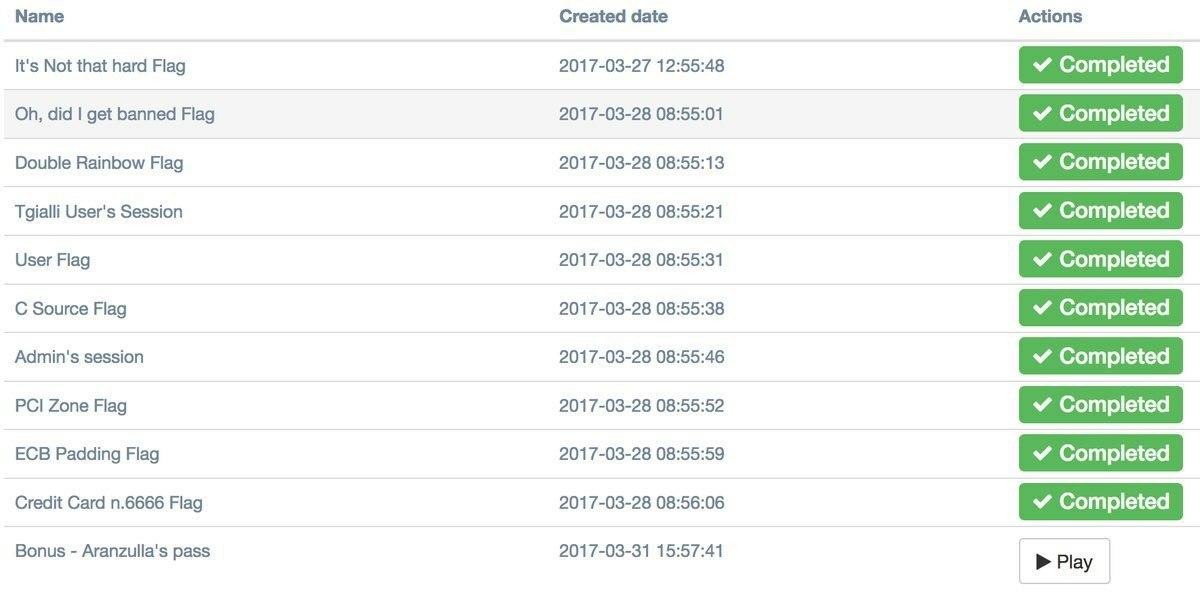 Name Created date Actions
It's Not that hard Flag 2017-03-27 12:55:48 Completed
Oh, did I get banned Flag 2017-03-28 08:55:01 Completed
Double Rainbow Flag 2017-03-28 08:55:13 Completed
Tgialli User's Session 2017-03-28 08:55:21 Completed
User Flag 2017-03-28 08:55:31 Completed
C Source Flag 2017-03-28 08:55:38 Completed
Admin's session 2017-03-28 08:55:46 Completed
PCI Zone Flag 2017-03-28 08:55:52 Completed
ECB Padding Flag 2017-03-28 08:55:59 Completed
Credit Card n.6666 Flag 2017-03-28 08:56:06 Completed
Bonus - Aranzulla's pass 2017-03-31 15:57:41 Play